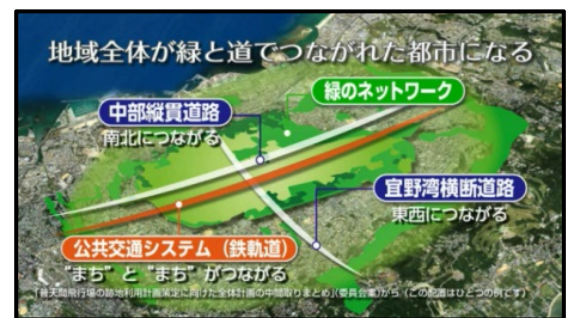 地域全体が緑と道でつながれた都市になる
緑のネットワーク
中部縦貫道路
南北につながる
宜野湾横断道路
東西につながる
公共交通システム（鉄軌道）
“まち”と“まち”がつながる
「普天間飛行場の跡地利用計画策定に向けた全体計画の中間取りまとめ」（委員会案）から（この配置はひとつの例です）